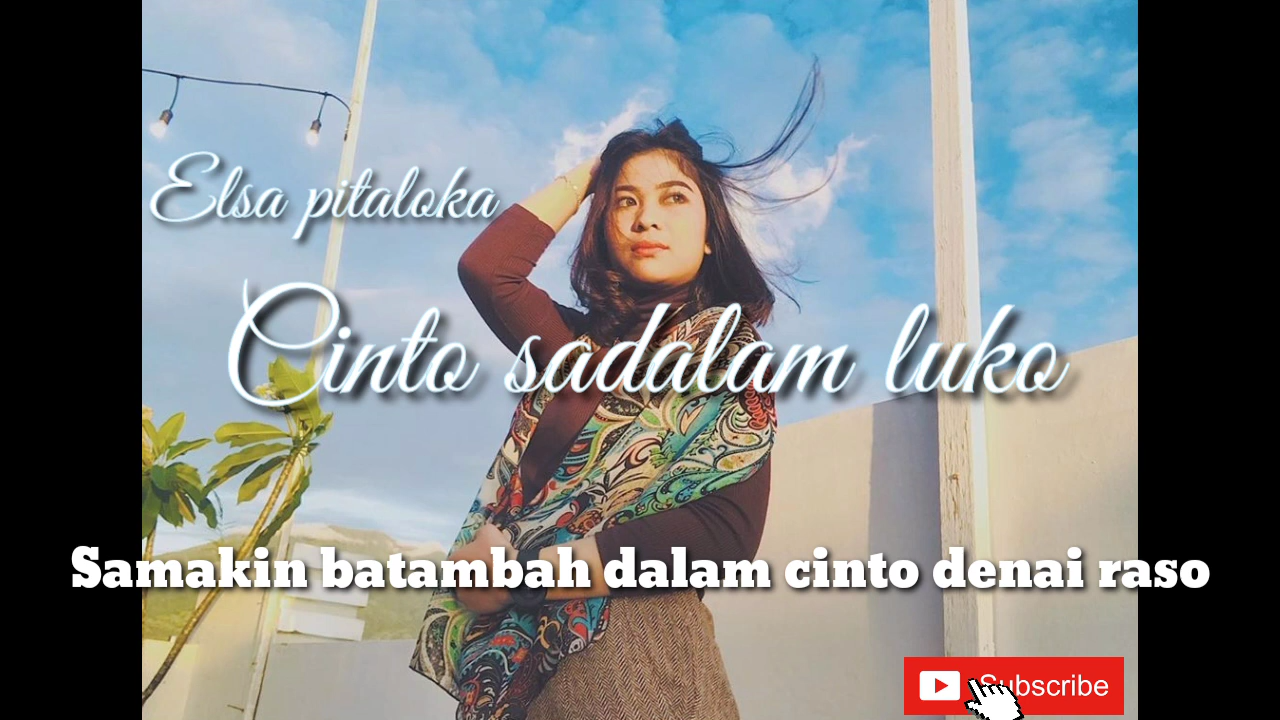 Elsa pitaloka
Cinto sadalam luko
Samakin batambah dalam cinto denai raso
Subscribe